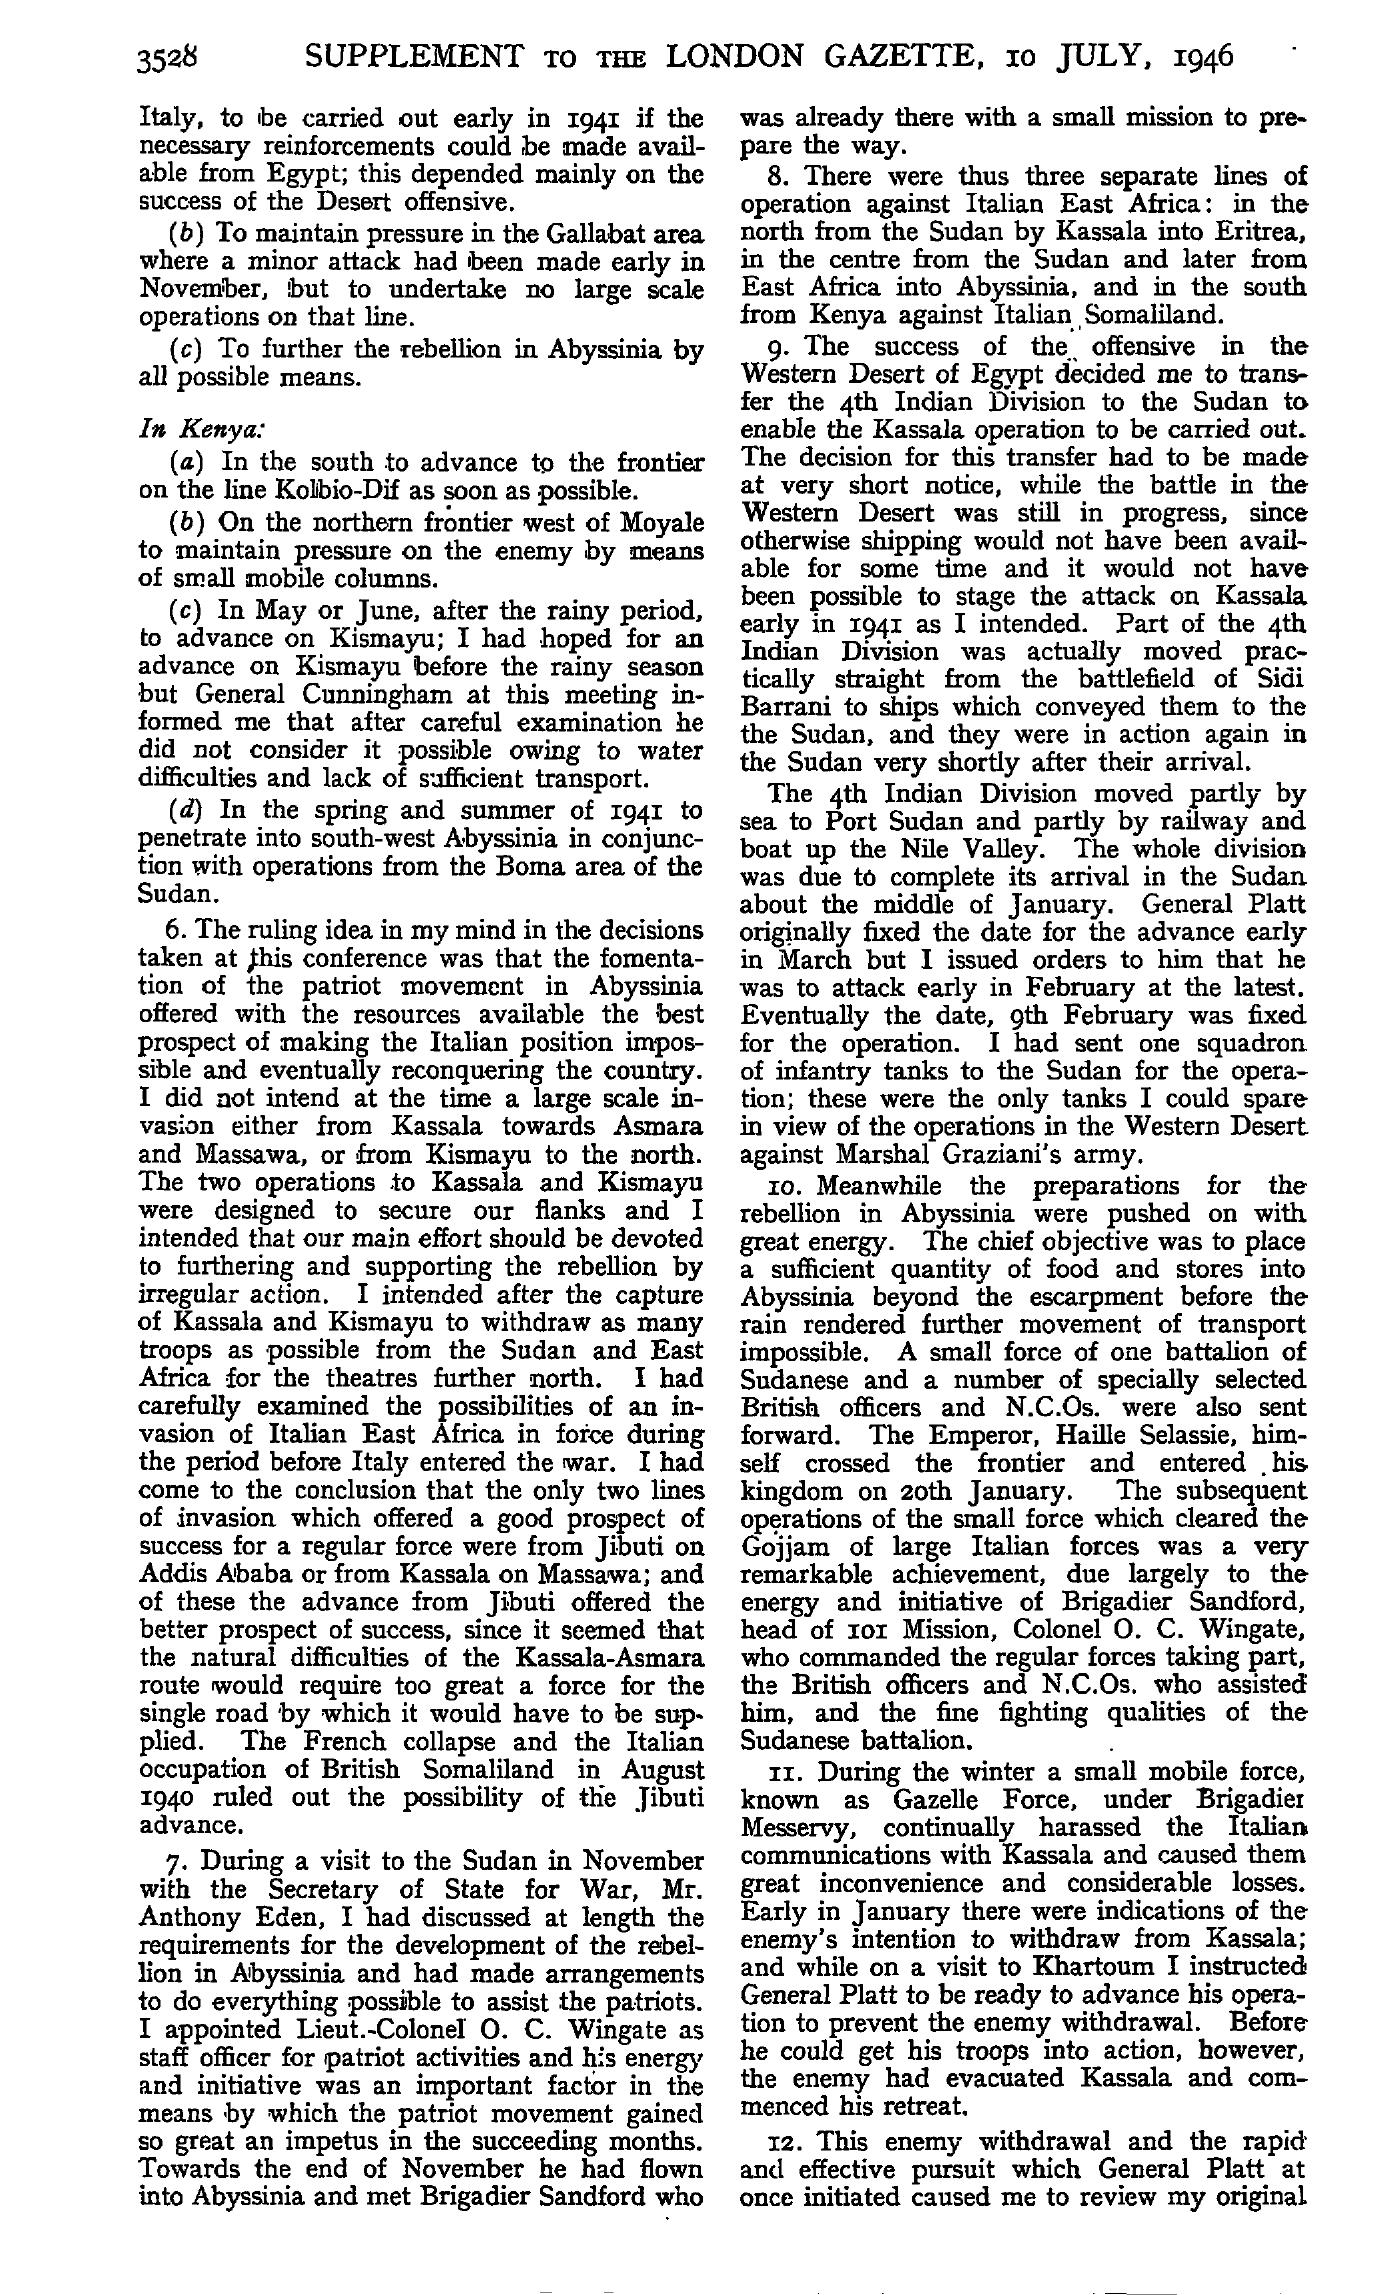 3528 SUPPLEMENT TO THE LONDON GAZETTE, 10 JULY, 1946
Italy, to be carried out early in 1941 if the
necessary reinforcements could be made avail-
able from Egypt; this depended mainly on the
success of the Desert offensive.
(b) To maintain pressure in the Gallabat area
where a minor attack had been made early in
November, but to undertake no large scale
operations on that line.
(c) To further the rebellion in Abyssinia by
all possible means.
In Kenya:
(a) In the south to advance to the frontier
on the line Kolbio-Dif as soon as possible.
(b) On the northern frontier west of Moyale
to maintain pressure on the enemy by means
of small mobile columns.
(c) In May or June, after the rainy period,
to advance on Kismayu; I had hoped for an
advance on Kismayu before the rainy season
but General Cunningham at this meeting in-
formed me that after careful examination he
did not consider it possible owing to water
difficulties and lack of sufficient transport.
(d) In the spring and summer of 1941 to
penetrate into south-west Abyssinia in conjunc-
tion with operations from the Boma area of the
Sudan.
6. The ruling idea in my mind in the decisions
taken at this conference was that the fomenta-
tion of the patriot movement in Abyssinia
offered with the resources available the best
prospect of making the Italian position impos-
sible and eventually reconquering the country.
I did not intend at the time a large scale in-
vasion either from Kassala towards Asmara
and Massawa, or from Kismayu to the north.
The two operations to Kassala and Kismayu
were designed to secure our flanks and I
intended that our main effort should be devoted
to furthering and supporting the rebellion by
irregular action. I intended after the capture
of Kassala and Kismayu to withdraw as many
troops as possible from the Sudan and East
Africa for the theatres further north. I had
carefully examined the possibilities of an in-
vasion of Italian East Africa in force during
the period before Italy entered the war. I had
come to the conclusion that the only two lines
of invasion which offered a good prospect of
success for a regular force were from Jibuti on
Addis Ababa or from Kassala on Massawa; and
of these the advance from Jibuti offered the
better prospect of success, since it seemed that
the natural difficulties of the Kassala-Asmara
route would require too great a force for the
single road by which it would have to be sup-
plied. The French collapse and the Italian
occupation of British Somaliland in August
1940 ruled out the possibility of the Jibuti
advance.
7. During a visit to the Sudan in November
with the Secretary of State for War, Mr.
Anthony Eden, I had discussed at length the
requirements for the development of the rebel-
lion in Abyssinia and had made arrangements
to do everything possible to assist the patriots.
I appointed Lieut.-Colonel O. C. Wingate as
staff officer for patriot activities and his energy
and initiative was an important factor in the
means by which the patriot movement gained
so great an impetus in the succeeding months.
Towards the end of November he had flown
into Abyssinia and met Brigadier Sandford who
was already there with a small mission to pre-
pare the way.
8. There were thus three separate lines of
operation against Italian East Africa: in the
north from the Sudan by Kassala into Eritrea,
in the centre from the Sudan and later from
East Africa into Abyssinia, and in the south
from Kenya against Italian Somaliland.
9. The success of the offensive in the
Western Desert of Egypt decided me to trans-
fer the 4th Indian Division to the Sudan to
enable the Kassala operation to be carried out.
The decision for this transfer had to be made
at very short notice, while the battle in the
Western Desert was still in progress, since
otherwise shipping would not have been avail-
able for some time and it would not have
been possible to stage the attack on Kassala
early in 1941 as I intended. Part of the 4th
Indian Division was actually moved prac-
tically straight from the battlefield of Sidi
Barrani to ships which conveyed them to the
the Sudan, and they were in action again in
the Sudan very shortly after their arrival.
The 4th Indian Division moved partly by
sea to Port Sudan and partly by railway and
boat up the Nile Valley. The whole division
was due to complete its arrival in the Sudan
about the middle of January. General Platt
originally fixed the date for the advance early
in March but I issued orders to him that he
was to attack early in February at the latest.
Eventually the date, 9th February was fixed
for the operation. I had sent one squadron
of infantry tanks to the Sudan for the opera-
tion; these were the only tanks I could spare
in view of the operations in the Western Desert
against Marshal Graziani's army.
10. Meanwhile the preparations for the
rebellion in Abyssinia were pushed on with
great energy. The chief objective was to place
a sufficient quantity of food and stores into
Abyssinia beyond the escarpment before the
rain rendered further movement of transport
impossible. A small force of one battalion of
Sudanese and a number of specially selected
British officers and N.C.Os. were also sent
forward. The Emperor, Haille Selassie, him-
self crossed the frontier and entered his
kingdom on 20th January. The subsequent
operations of the small force which cleared the
Gojjam of large Italian forces was a very
remarkable achievement, due largely to the
energy and initiative of Brigadier Sandford,
head of 101 Mission, Colonel O. C. Wingate,
who commanded the regular forces taking part,
the British officers and N.C.Os. who assisted
him, and the fine fighting qualities of the
Sudanese battalion.
11. During the winter a small mobile force,
known as Gazelle Force, under Brigadier
Messervy, continually harassed the Italian
communications with Kassala and caused them
great inconvenience and considerable losses.
Early in January there were indications of the
enemy's intention to withdraw from Kassala;
and while on a visit to Khartoum I instructed
General Platt to be ready to advance his opera-
tion to prevent the enemy withdrawal. Before
he could get his troops into action, however,
the enemy had evacuated Kassala and com-
menced his retreat.
12. This enemy withdrawal and the rapid
and effective pursuit which General Platt at
once initiated caused me to review my original